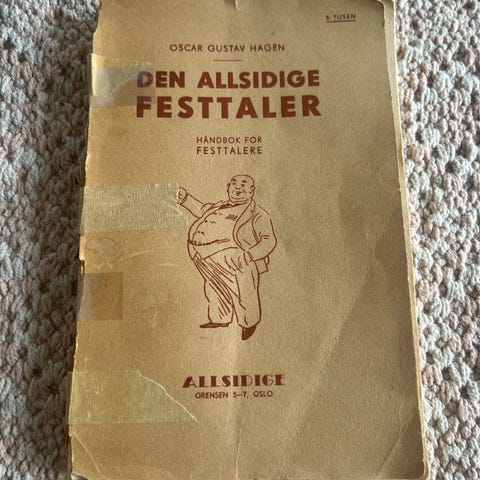 5. TUSEN
OSCAR GUSTAV HAGEN
DEN ALLSIDIGE
FESTTALER
HÅNDBOK FOR
FESTTALERE
ALLSIDIGE
GRENSEN 5–7, OSLO